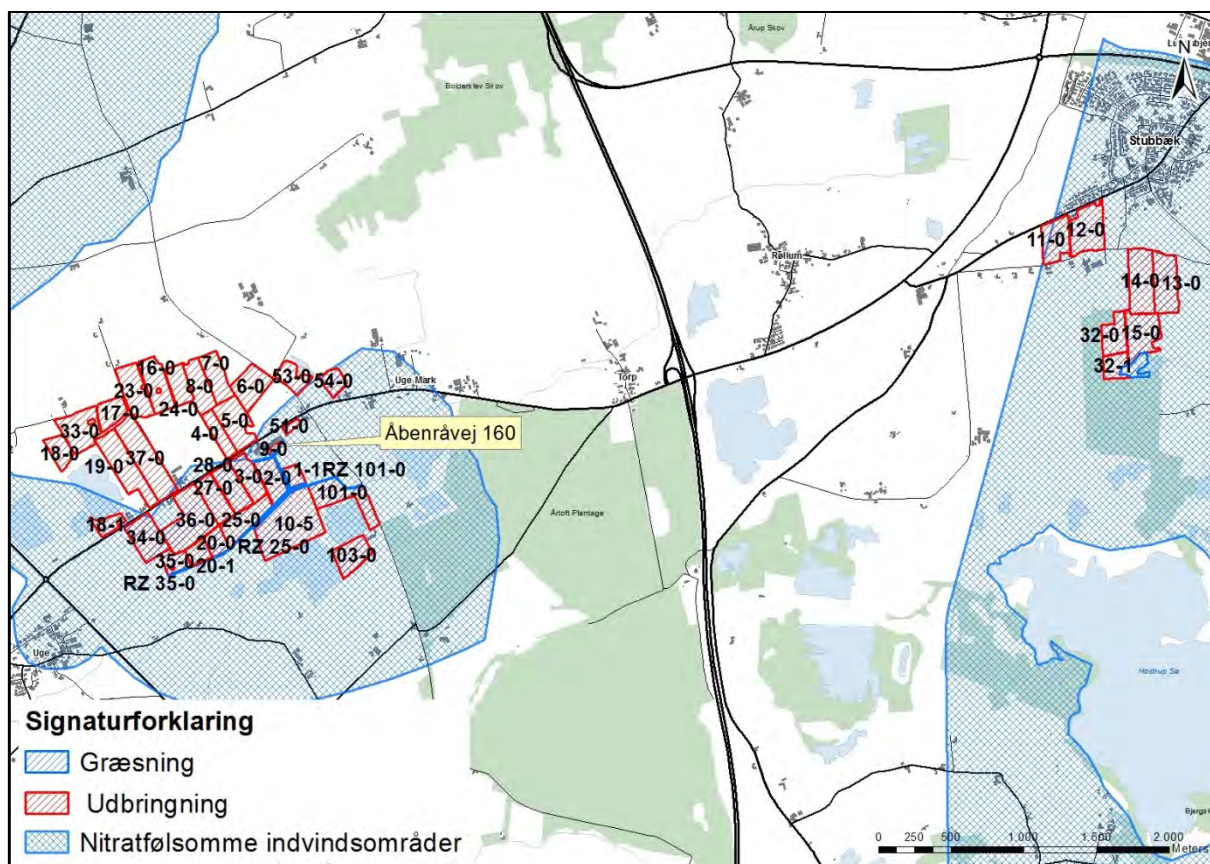 Årup Skov
N
Bolderslev Skov
Stubbæk
12-0
11-0
Røllum
14-0
13-0
32-0
15-0
32-1
16-0
7-0
23-0
8-0
6-0
53-0
54-0
Uge Mark
Torp
17-0
24-0
5-0
51-0
33-0
4-0
Åbenråvej 160
18-0
19-0
37-0
28-0
9-0
27-0
3-0
2-0
1-1
RZ 101-0
101-0
18-1
36-0
25-0
10-5
34-0
20-0
RZ 25-0
103-0
35-0
20-1
RZ 35-0
Årtoft Plantage
Uge
Hostrup Sø
Signaturforklaring
Græsning
Udbringning
Nitratfølsomme indvindsområder
0 250 500 1.000 1.500 2.000
Meters